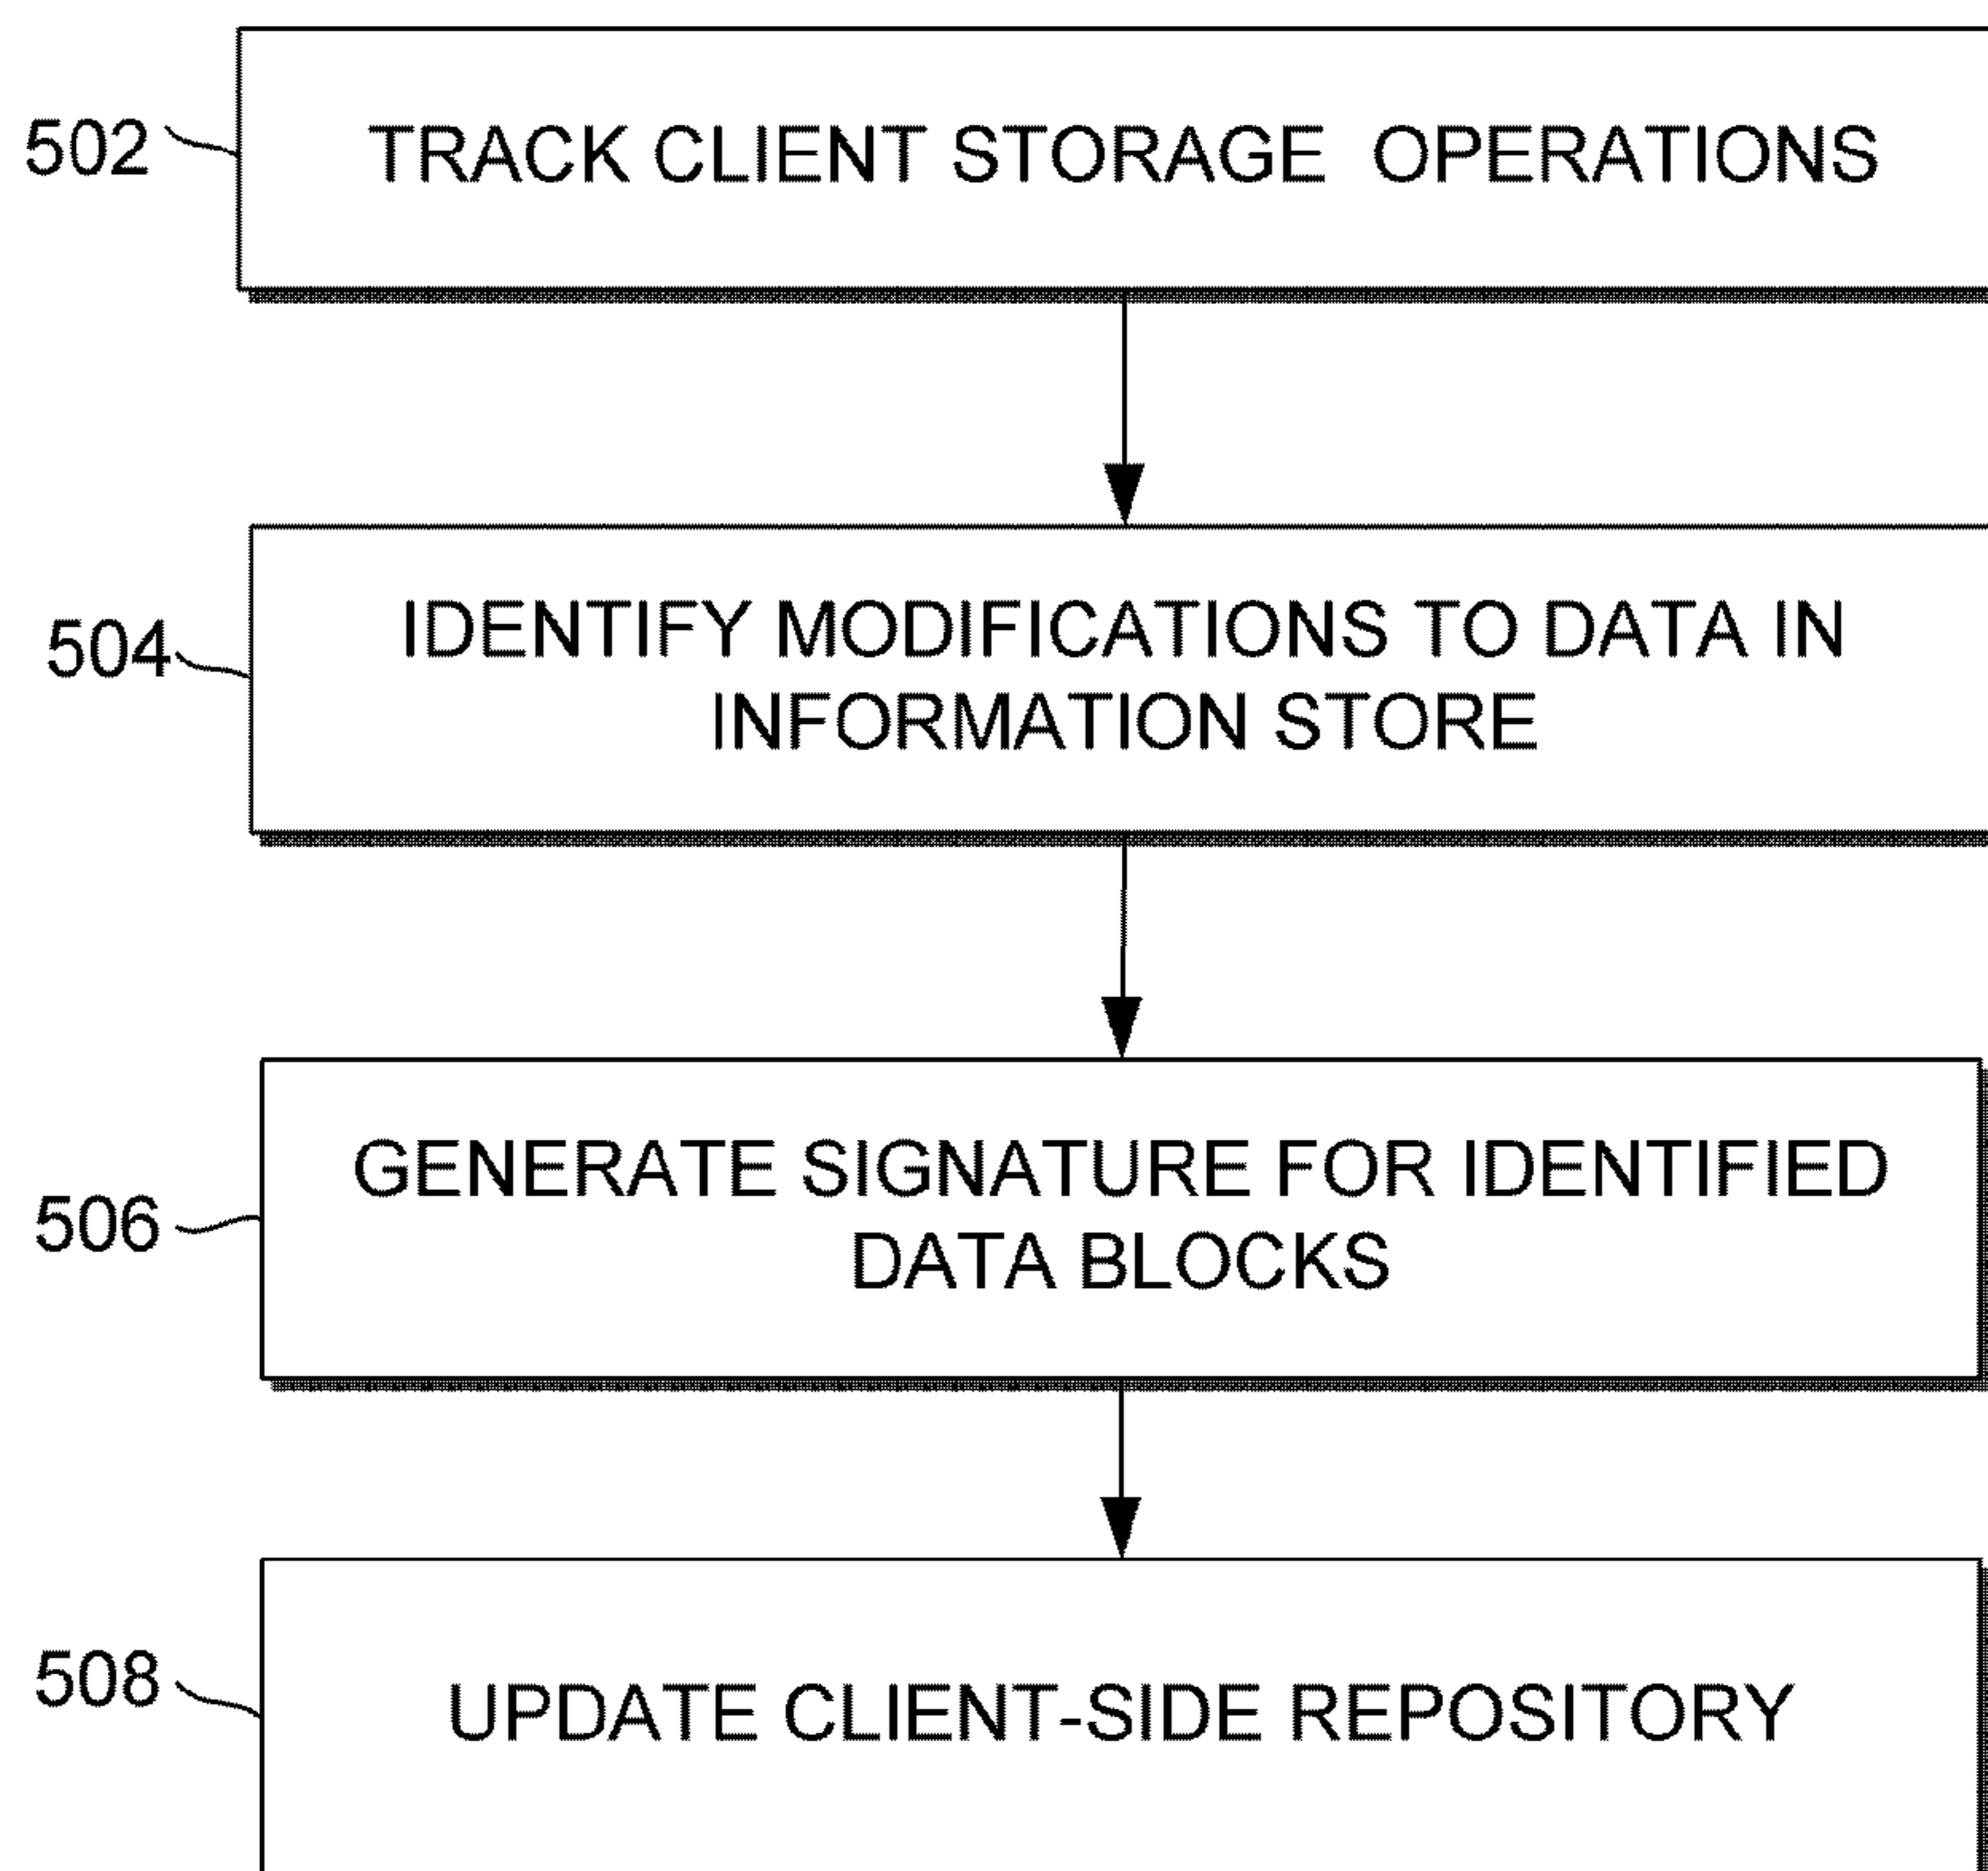 502
TRACK CLIENT STORAGE OPERATIONS
504
IDENTIFY MODIFICATIONS TO DATA IN
INFORMATION STORE
506
GENERATE SIGNATURE FOR IDENTIFIED
DATA BLOCKS
508
UPDATE CLIENT-SIDE REPOSITORY